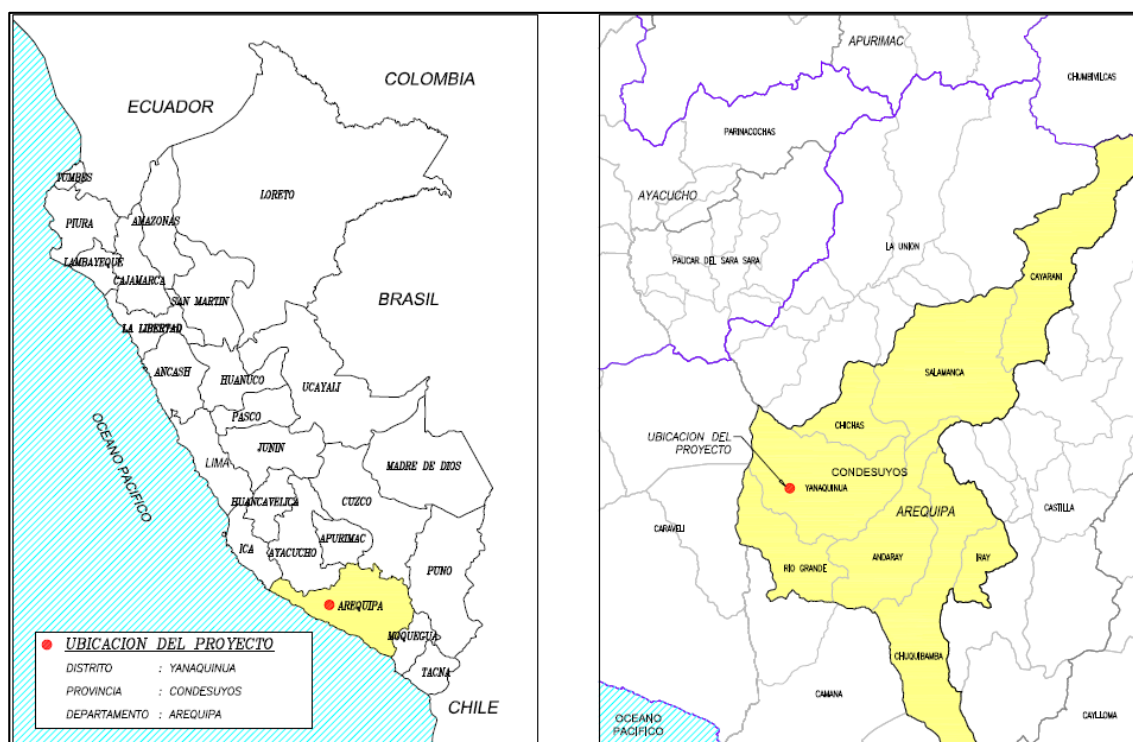 COLOMBIA
ECUADOR
TUMBES
LORETO
PIURA
AMAZONAS
LAMBAYEQUE
CAJAMARCA
SAN MARTIN
BRASIL
LA LIBERTAD
ANCASH
HUANUCO
UCAYALI
PASCO
OCEANO PACIFICO
JUNIN
LIMA
MADRE DE DIOS
HUANCAVELICA
CUZCO
APURIMAC
ICA
AYACUCHO
PUNO
AREQUIPA
MOQUEGUA
TACNA
CHILE
UBICACION DEL PROYECTO
DISTRITO : YANAQUINUA
PROVINCIA : CONDESUYOS
DEPARTAMENTO : AREQUIPA
APURIMAC
CHUMBIVILCAS
PARINACOCHAS
AYACUCHO
LA UNION
PAUCAR DEL SARA SARA
CAYARANI
SALAMANCA
CHICHAS
UBICACION DEL
PROYECTO
CONDESUYOS
YANAQUINUA
AREQUIPA
CASTILLA
CARAVELI
ANDARAY
IRAY
RIO GRANDE
CHUQUIBAMBA
CAMANA
OCEANO
PACIFICO
CAYLLOMA